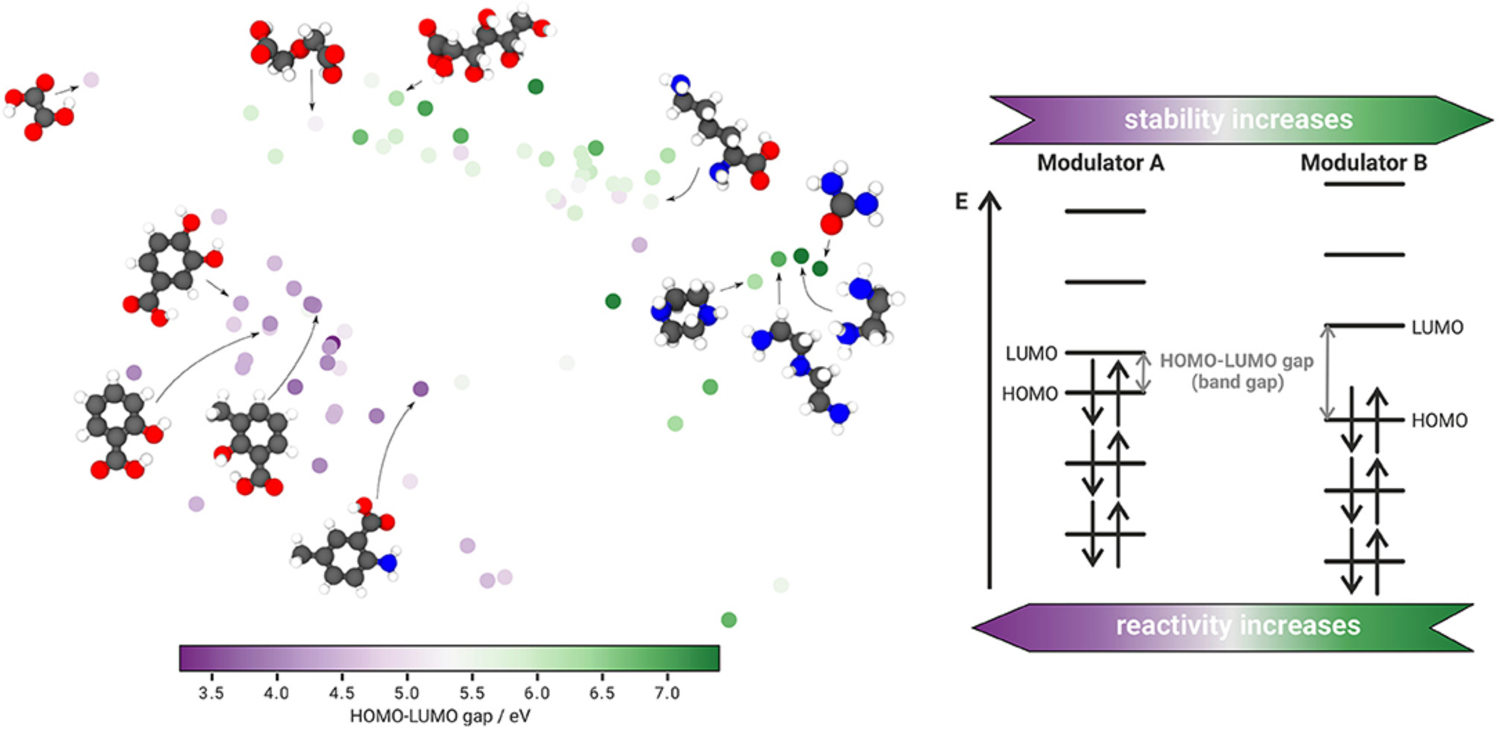 stability increases
Modulator A
Modulator B
E
LUMO
HOMO
HOMO-LUMO gap
(band gap)
LUMO
HOMO
reactivity increases
3.5 4.0 4.5 5.0 5.5 6.0 6.5 7.0
HOMO-LUMO gap / eV